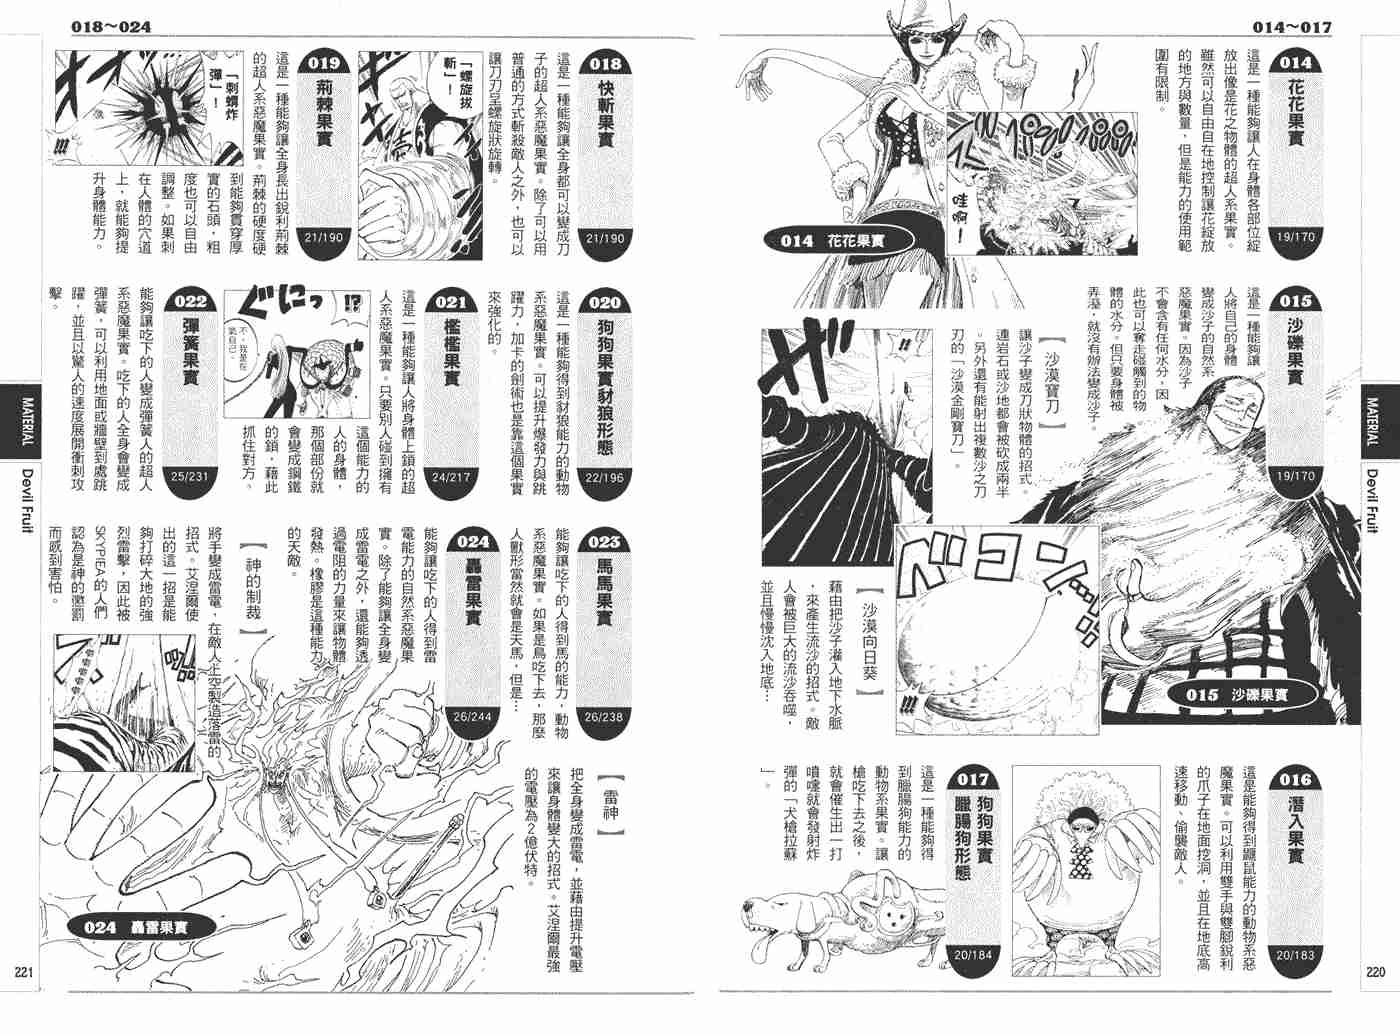 014～017
014
花花果實
19/170
這是一種能夠讓人在身體各部位綻
放出像是花之物體的超人系果實。
雖然可以自由自在地控制讓花綻放
的地方與數量，但是能力的使用範
圍有限制。
哇啊！
014 花花果實
015
沙礫果實
19/170
這是一種能夠讓
人將自己的身體
變成沙子的自然系
惡魔果實。因為沙子
不會含有任何水分，因
此也可以奪走碰觸到的物
體的水分。但只要身體被
弄溼，就沒有辦法變成沙子。
【沙漠寶刀】
讓沙子變成刀狀物體的招式。
連岩石或沙地都會被砍成兩半
。另外還有能射出複數沙之刀
刃的「沙漠金剛寶刀」。
【沙漠向日葵】
藉由把沙子灌入地下水脈
，來產生流沙的招式。敵
人會被巨大的流沙吞噬，
並且慢慢沈入地底…
ドコン
!!!
015 沙礫果實
016
潛入果實
20/183
這是能夠得到鼴鼠能力的動物系惡
魔果實。可以利用雙手與雙腳銳利
的爪子在地面挖洞，並且在地底高
速移動、偷襲敵人。
017
狗狗果實
臘腸狗形態
20/184
這是一種能夠得
到臘腸狗能力的
動物系果實。讓
槍吃下去之後，
就會催生出一打
噴嚏就會發射炸
彈的「犬槍拉蘇
」。
MATERIAL
Devil Fruit
220
018～024
018
快斬果實
21/190
這是一種能夠讓全身都可以變成刀
子的超人系惡魔果實。除了可以用
普通的方式斬殺敵人之外，也可以
讓刀刃呈螺旋狀旋轉。
「螺旋拔
斬」！
019
荊棘果實
21/190
這是一種能夠讓全身長出銳利荊棘
的超人系惡魔果實。荊棘的硬度硬
到能夠貫穿厚
實的石頭，粗
度也可以自由
調整。如果刺
在人體的穴道
上，就能夠提
升身體能力。
「刺蝟炸
彈」！
!!!
020
狗狗果實豺狼形態
22/196
這是一種能夠得到豺狼能力的動物
系惡魔果實。可以提升爆發力與跳
躍力，加卡的劍術也是靠這個果實
來強化的。
021
檻檻果實
24/217
這是一種能夠讓人將身體上鎖的超
人系惡魔果實。只要別人碰到擁有
這個能力的
人的身體，
那個部份就
會變成鋼鐵
的鎖，藉此
抓住對方。
ぐにっ
!?
不，我是在
氣自己。
022
彈簧果實
25/231
能夠讓吃下的人變成彈簧人的超人
系惡魔果實。吃下的人全身會變成
彈簧，可以利用地面或牆壁到處跳
躍，並且以驚人的速度展開衝刺攻
擊。
023
馬馬果實
26/238
能夠讓吃下的人得到馬的能力，動物
系惡魔果實。如果是鳥吃下去，那麼
人獸形當然就會是天馬，但是…
024
轟雷果實
26/244
能夠讓吃下的人得到雷
電能力的自然系惡魔果
實。除了能夠讓全身變
成雷電之外，還能夠透
過電阻的力量來讓物體
發熱。橡膠是這種能力
的天敵。
【神的制裁】
將手變成雷電，在敵人上空製造落雷的
招式。艾涅爾使
出的這一招是能
夠打碎大地的強
烈雷擊，因此被
SKYPIEA的人們
認為是神的懲罰
而感到害怕。
【雷神】
把全身變成雷電，並藉由提升電壓
來讓身體變大的招式。艾涅爾最強
的電壓為2億伏特。
024 轟雷果實
MATERIAL
Devil Fruit
221